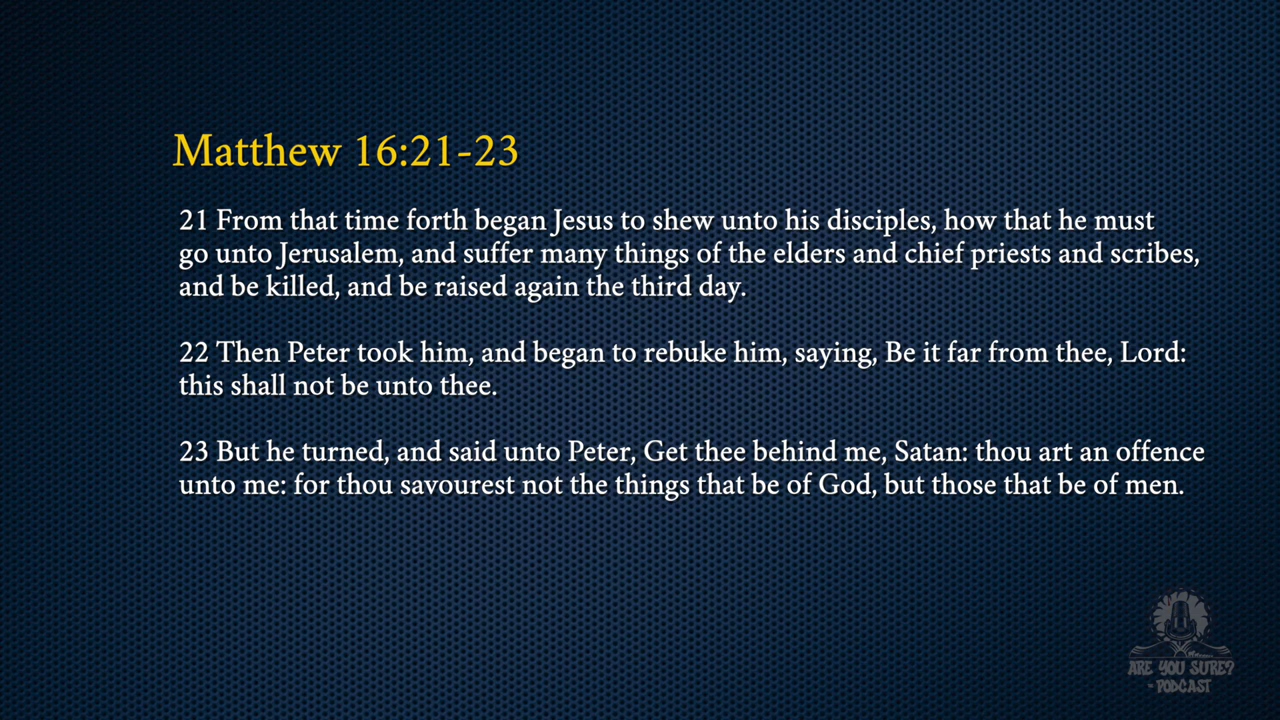 Matthew 16:21-23
21 From that time forth began Jesus to shew unto his disciples, how that he must
go unto Jerusalem, and suffer many things of the elders and chief priests and scribes,
and be killed, and be raised again the third day.
22 Then Peter took him, and began to rebuke him, saying, Be it far from thee, Lord:
this shall not be unto thee.
23 But he turned, and said unto Peter, Get thee behind me, Satan: thou art an offence
unto me: for thou savourest not the things that be of God, but those that be of men.
ARE YOU SURE?
- PODCAST